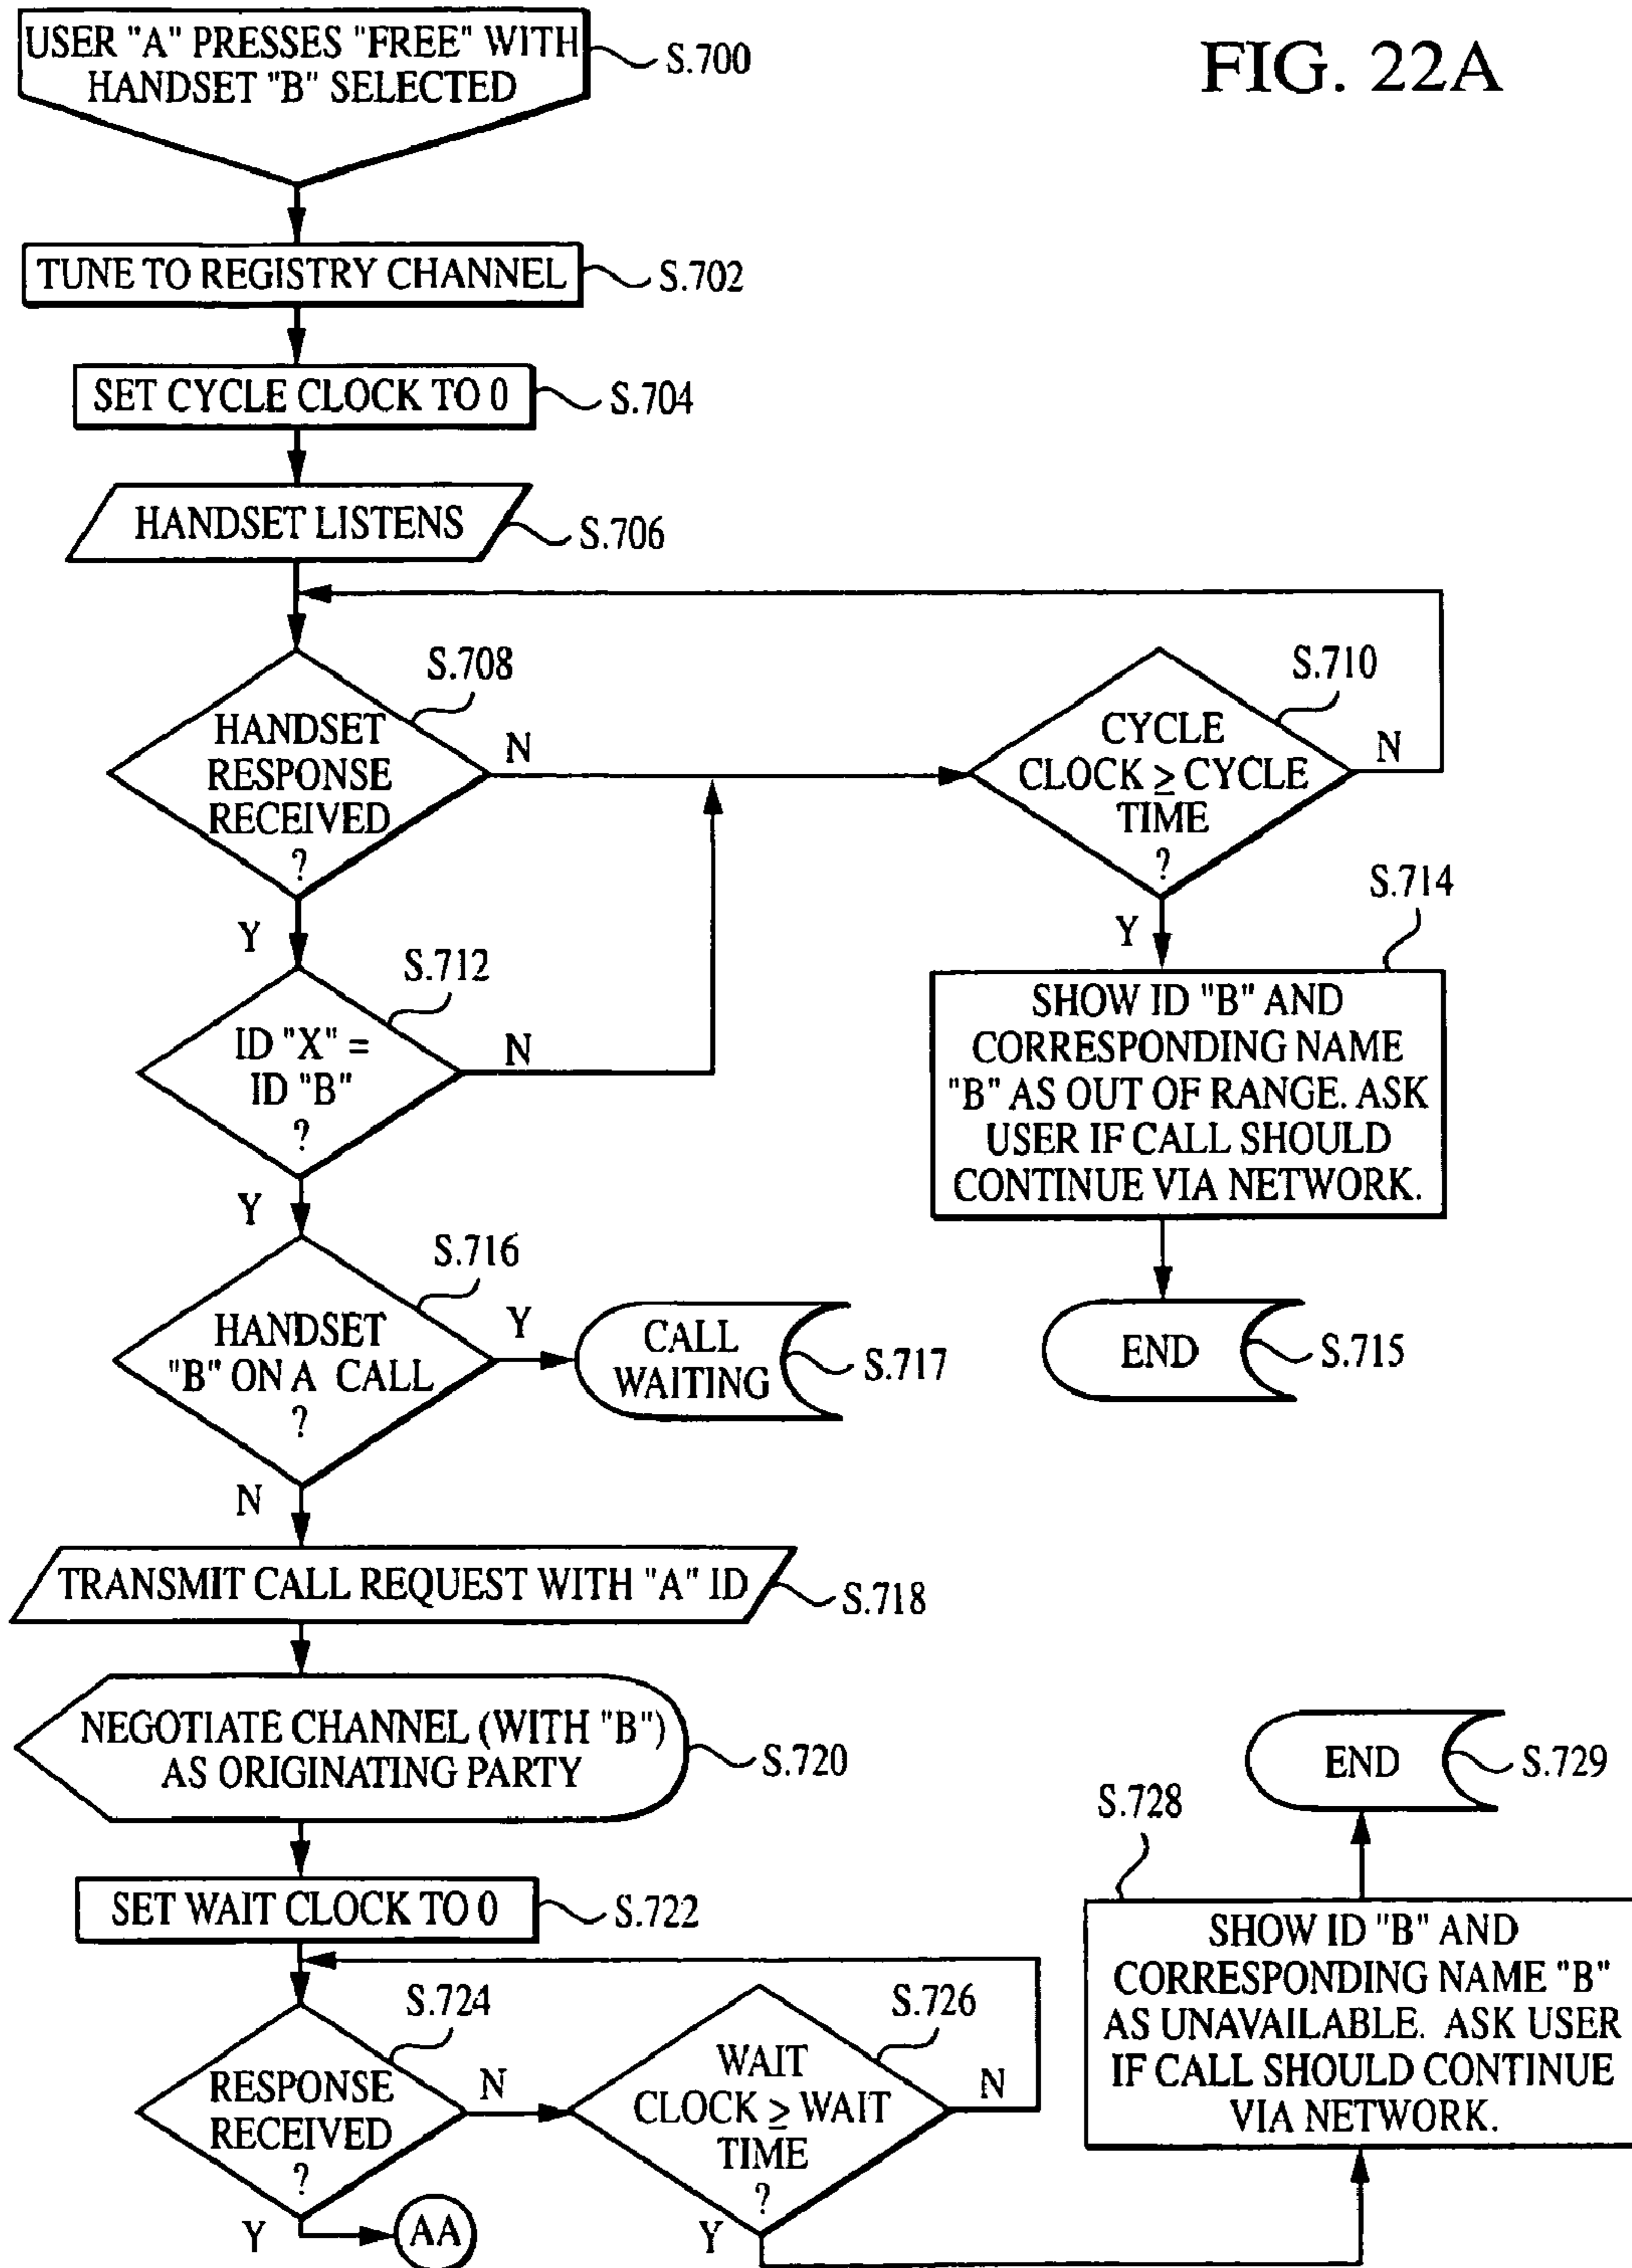 FIG. 22A
USER "A" PRESSES "FREE" WITH
HANDSET "B" SELECTED
S.700
TUNE TO REGISTRY CHANNEL
S.702
SET CYCLE CLOCK TO 0
S.704
HANDSET LISTENS
S.706
S.708
HANDSET
RESPONSE
RECEIVED
?
N
Y
S.710
CYCLE
CLOCK ≥ CYCLE
TIME
?
N
Y
S.712
ID "X" =
ID "B"
?
N
Y
S.714
SHOW ID "B" AND
CORRESPONDING NAME
"B" AS OUT OF RANGE. ASK
USER IF CALL SHOULD
CONTINUE VIA NETWORK.
END
S.715
S.716
HANDSET
"B" ON A CALL
?
Y
N
CALL
WAITING
S.717
TRANSMIT CALL REQUEST WITH "A" ID
S.718
NEGOTIATE CHANNEL (WITH "B")
AS ORIGINATING PARTY
S.720
SET WAIT CLOCK TO 0
S.722
S.724
RESPONSE
RECEIVED
?
N
Y
AA
S.726
WAIT
CLOCK ≥ WAIT
TIME
?
N
Y
S.728
SHOW ID "B" AND
CORRESPONDING NAME "B"
AS UNAVAILABLE. ASK USER
IF CALL SHOULD CONTINUE
VIA NETWORK.
END
S.729